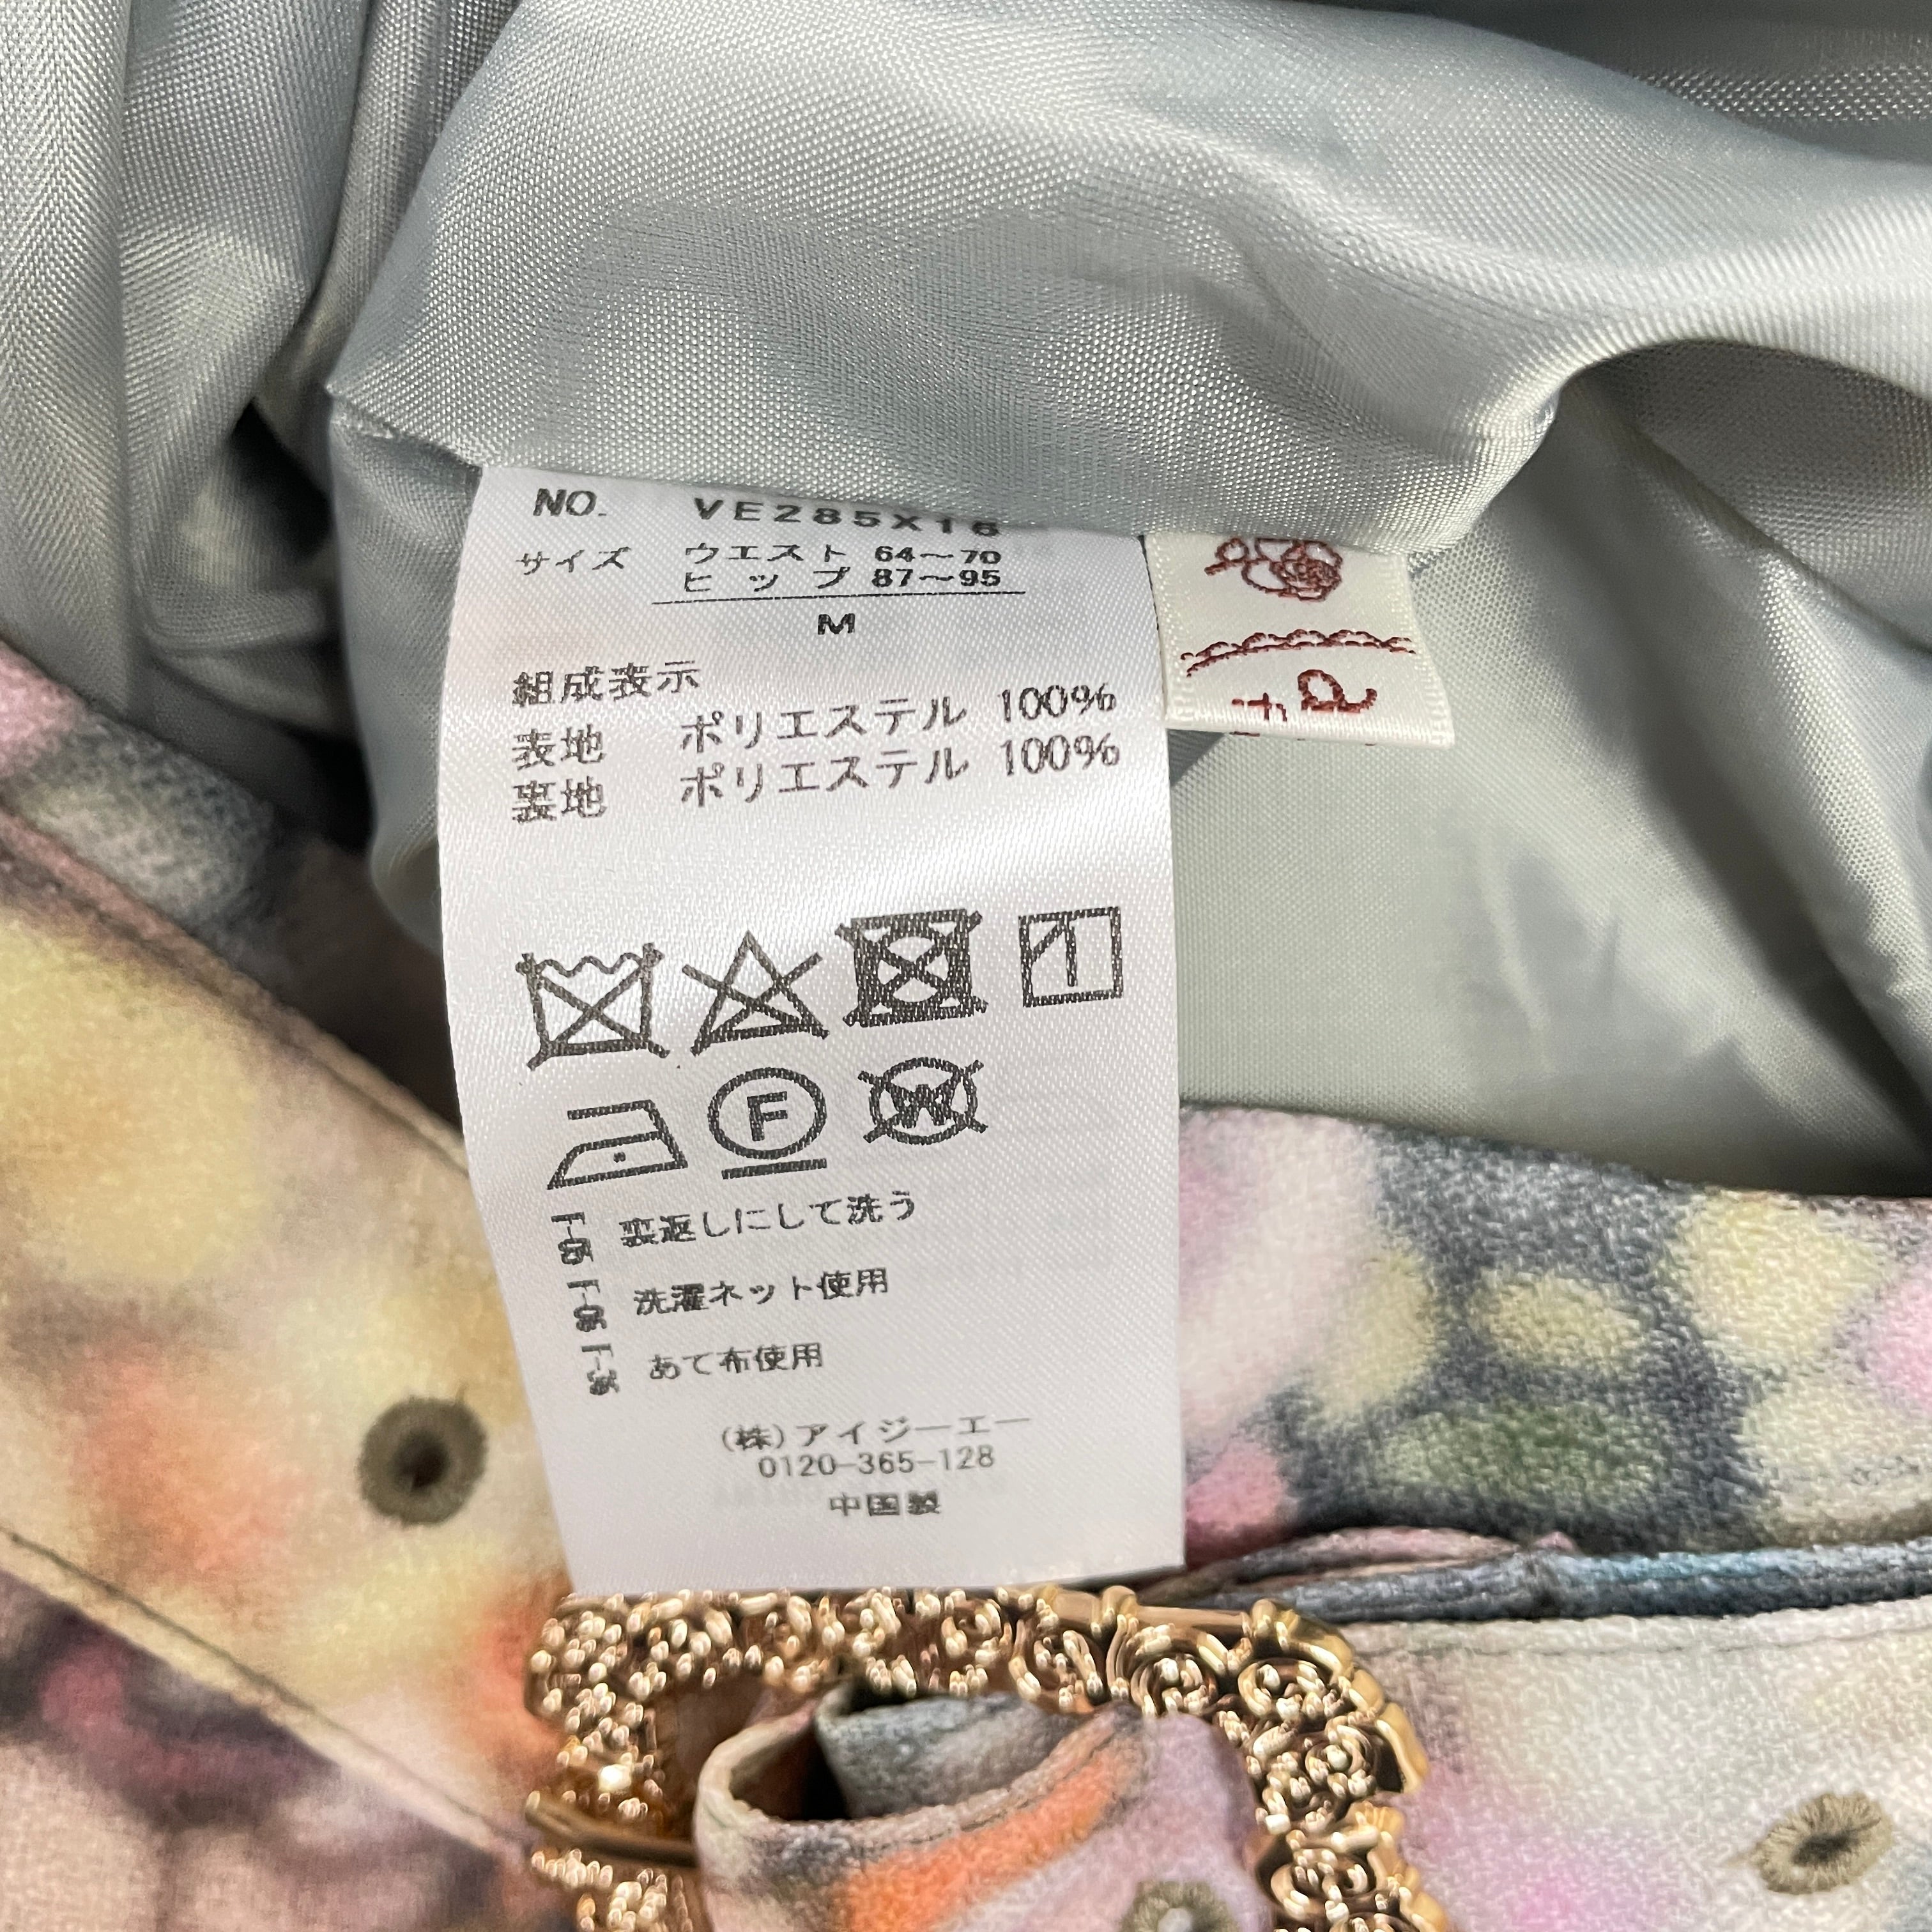 NO. VE285X16
サイズ ウエスト 64〜70
ヒップ 87〜95
M
組成表示
表地 ポリエステル 100%
裏地 ポリエステル 100%
F
W
F-05 裏返しにして洗う
F-06 洗濯ネット使用
あて布使用
(株)アイジーエー
0120-365-128
中国製